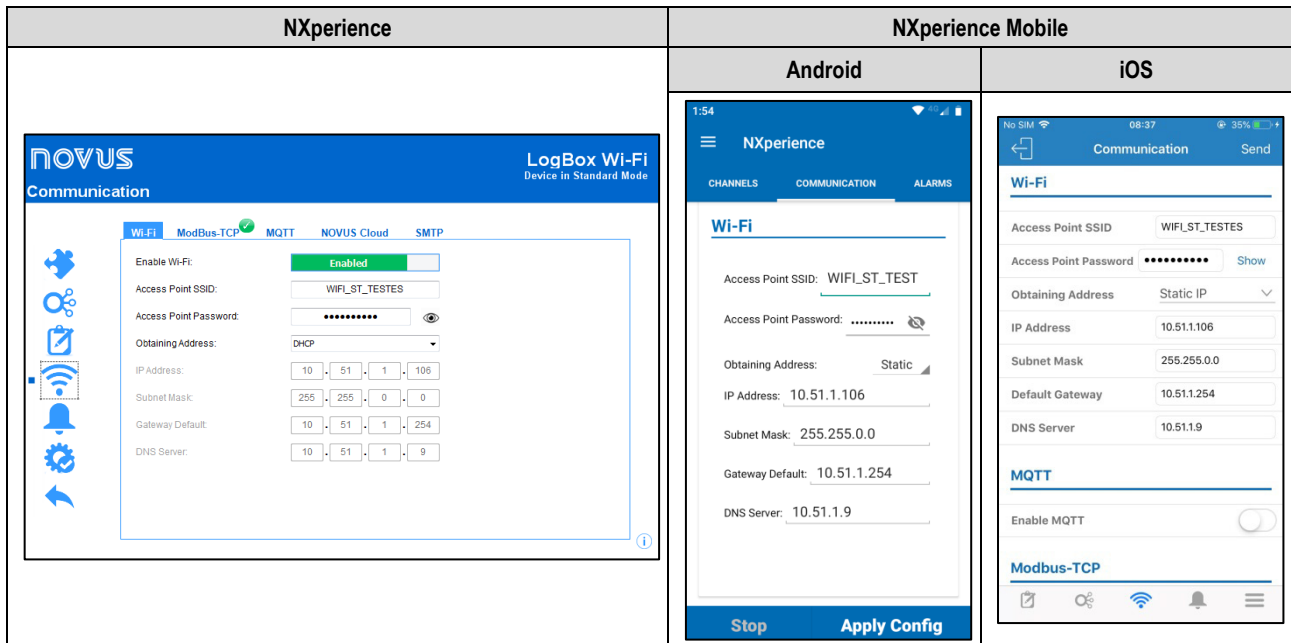 NXperience
NXperience Mobile
Android
iOS
novus
LogBox Wi-Fi
Device in Standard Mode
Communication
Wi-Fi ModBus-TCP MQTT NOVUS Cloud SMTP
Enable Wi-Fi: Enabled
Access Point SSID: WIFI_ST_TESTES
Access Point Password: ••••••••••
Obtaining Address: DHCP
IP Address: 10 . 51 . 1 . 106
Subnet Mask: 255 . 255 . 0 . 0
Gateway Default: 10 . 51 . 1 . 254
DNS Server: 10 . 51 . 1 . 9
i
1:54 4G
NXperience
CHANNELS COMMUNICATION ALARMS
Wi-Fi
Access Point SSID: WIFI_ST_TEST
Access Point Password: ..........
Obtaining Address: Static
IP Address: 10.51.1.106
Subnet Mask: 255.255.0.0
Gateway Default: 10.51.1.254
DNS Server: 10.51.1.9
Stop Apply Config
No SIM 08:37 35%
Communication Send
Wi-Fi
Access Point SSID WIFI_ST_TESTES
Access Point Password •••••••••• Show
Obtaining Address Static IP
IP Address 10.51.1.106
Subnet Mask 255.255.0.0
Default Gateway 10.51.1.254
DNS Server 10.51.1.9
MQTT
Enable MQTT
Modbus-TCP